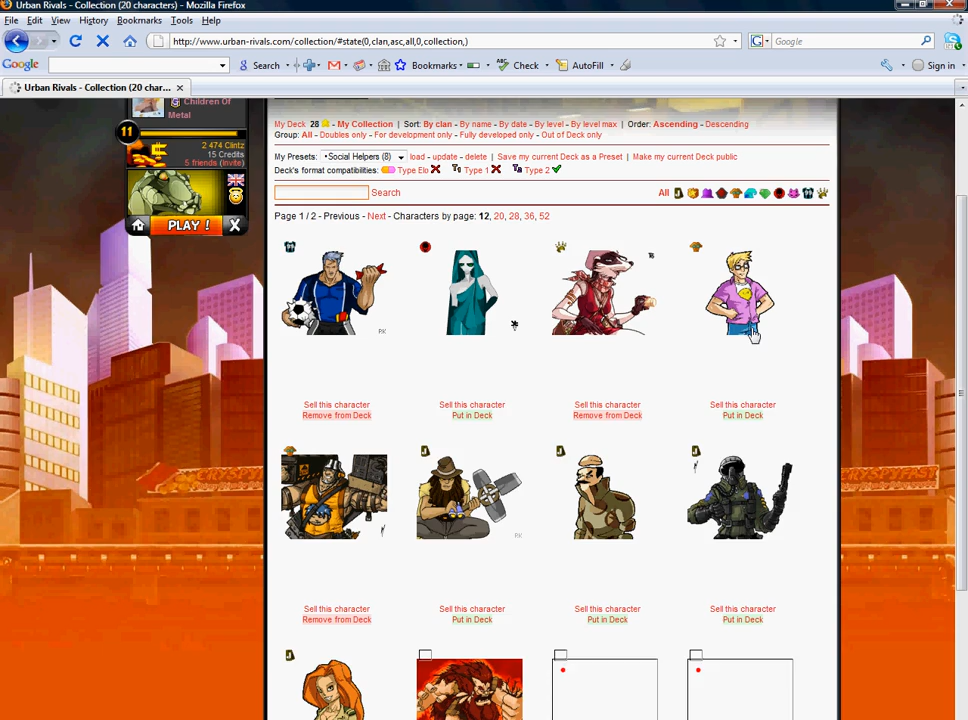 Urban Rivals - Collection (20 characters) - Mozilla Firefox
File Edit View History Bookmarks Tools Help
http://www.urban-rivals.com/collection/#state(0,clan,asc,all,0,collection,)
Google
Google Search Bookmarks Check AutoFill Sign in
Urban Rivals - Collection (20 char...
Children Of
Metal
11
2 474 Clintz
15 Credits
5 friends (Invite)
PLAY !
My Deck 28 - My Collection | Sort: By clan - By name - By date - By level - By level max | Order: Ascending - Descending
Group: All - Doubles only - For development only - Fully developed only - Out of Deck only
My Presets: •Social Helpers (8) load - update - delete | Save my current Deck as a Preset | Make my current Deck public
Deck's format compatibilities: Type Elo Type 1 Type 2
Search
All
Page 1 / 2 - Previous - Next - Characters by page: 12, 20, 28, 36, 52
Sell this character Sell this character Sell this character Sell this character
Remove from Deck Put in Deck Remove from Deck Put in Deck
Sell this character Sell this character Sell this character Sell this character
Remove from Deck Put in Deck Put in Deck Put in Deck